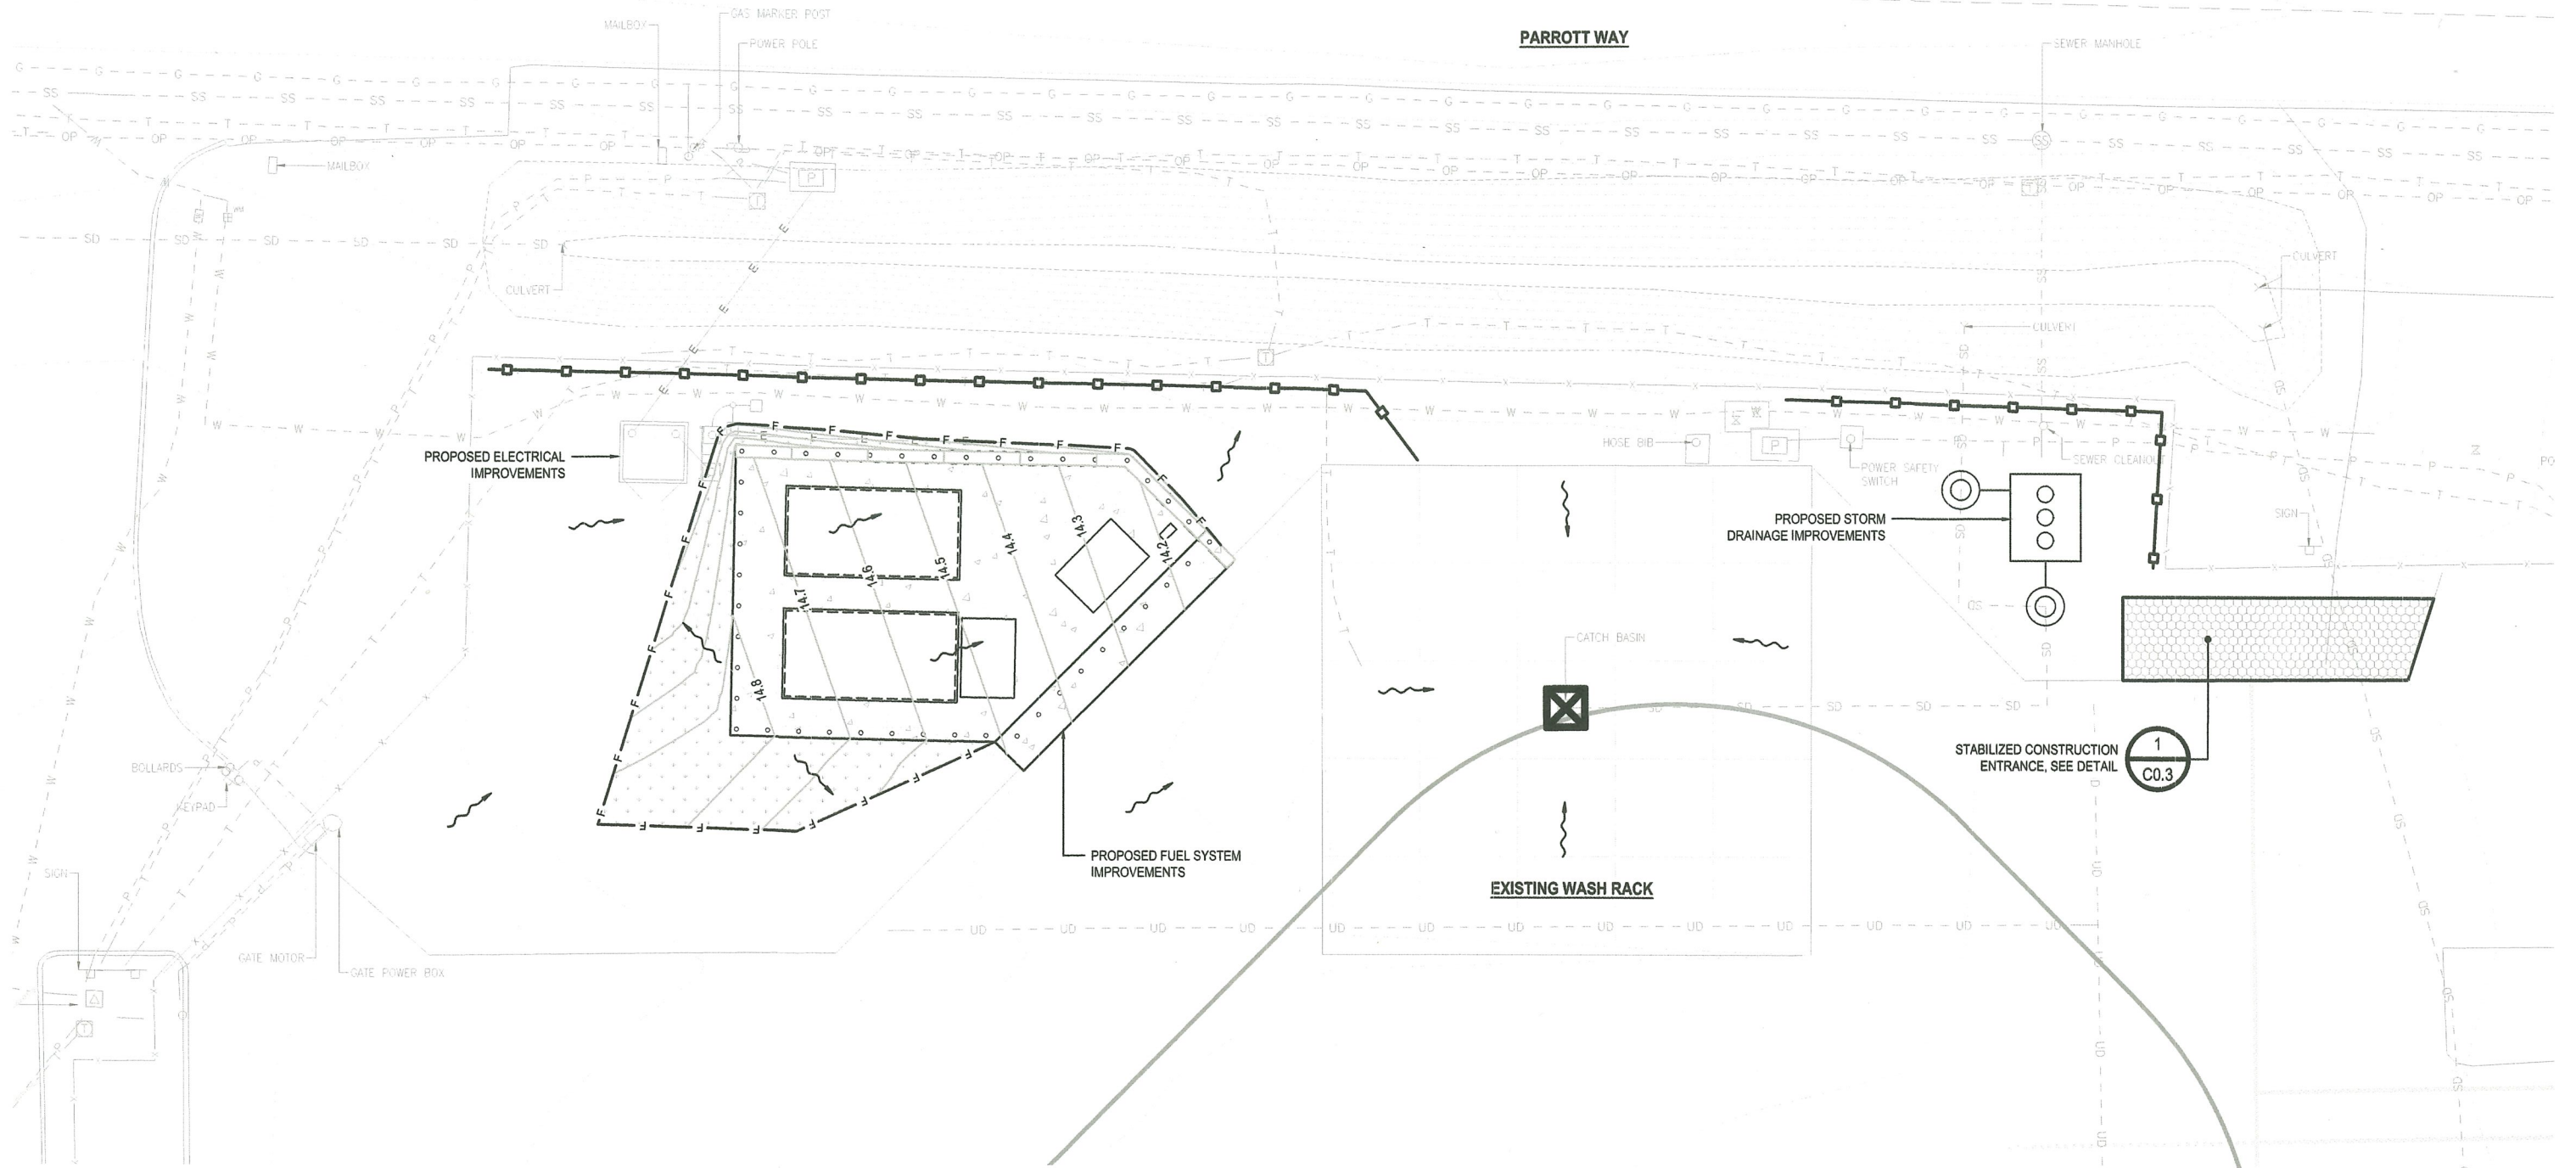 MAILBOX
GAS MARKER POST
POWER POLE
PARROTT WAY
SEWER MANHOLE
MAILBOX
CULVERT
CULVERT
CULVERT
PROPOSED ELECTRICAL
IMPROVEMENTS
HOSE BIB
POWER SAFETY
SWITCH
SEWER CLEANOUT
SIGN
PROPOSED STORM
DRAINAGE IMPROVEMENTS
14.8
14.7
14.6
14.5
14.4
14.3
14.2
CATCH BASIN
BOLLARDS
KEYPAD
STABILIZED CONSTRUCTION
ENTRANCE, SEE DETAIL
1
C0.3
PROPOSED FUEL SYSTEM
IMPROVEMENTS
EXISTING WASH RACK
SIGN
GATE MOTOR
GATE POWER BOX